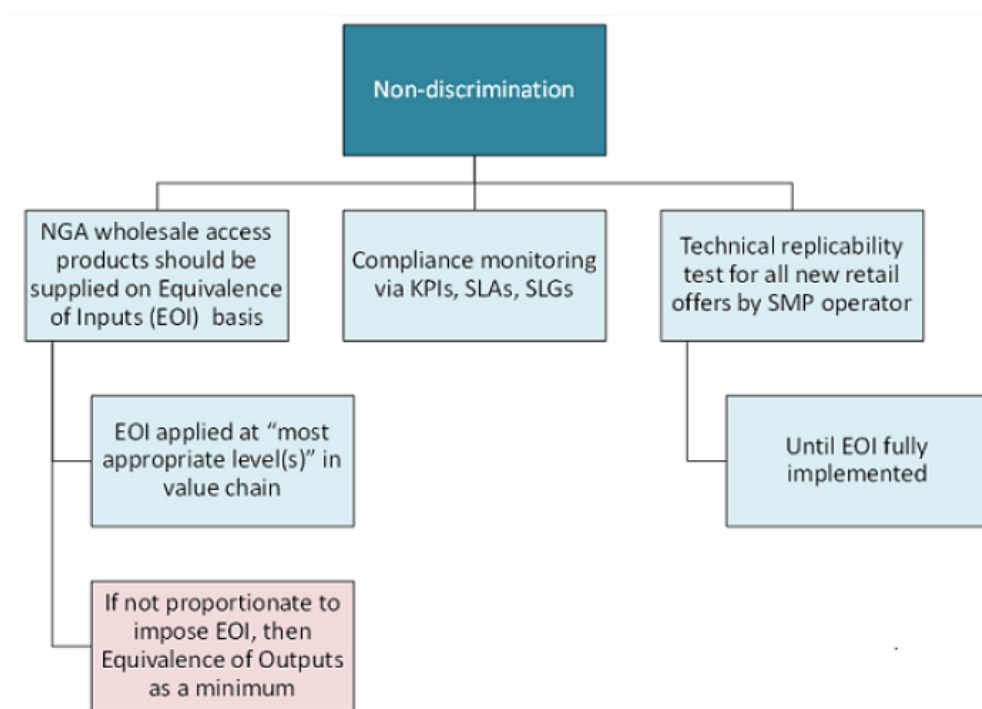 Non-discrimination
NGA wholesale access
products should be
supplied on Equivalence
of Inputs (EOI) basis
Compliance monitoring
via KPIs, SLAs, SLGs
Technical replicability
test for all new retail
offers by SMP operator
EOI applied at “most
appropriate level(s)” in
value chain
Until EOI fully
implemented
If not proportionate to
impose EOI, then
Equivalence of Outputs
as a minimum